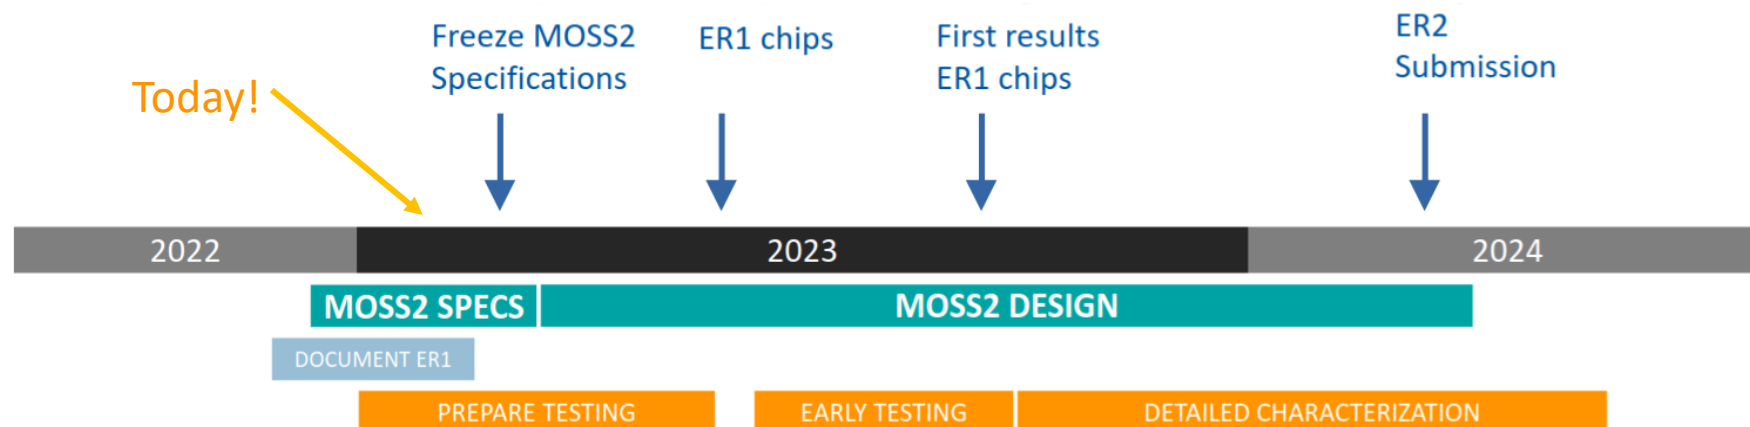 Freeze MOSS2
Specifications
ER1 chips
First results
ER1 chips
ER2
Submission
Today!
2022
2023
2024
MOSS2 SPECS
MOSS2 DESIGN
DOCUMENT ER1
PREPARE TESTING
EARLY TESTING
DETAILED CHARACTERIZATION